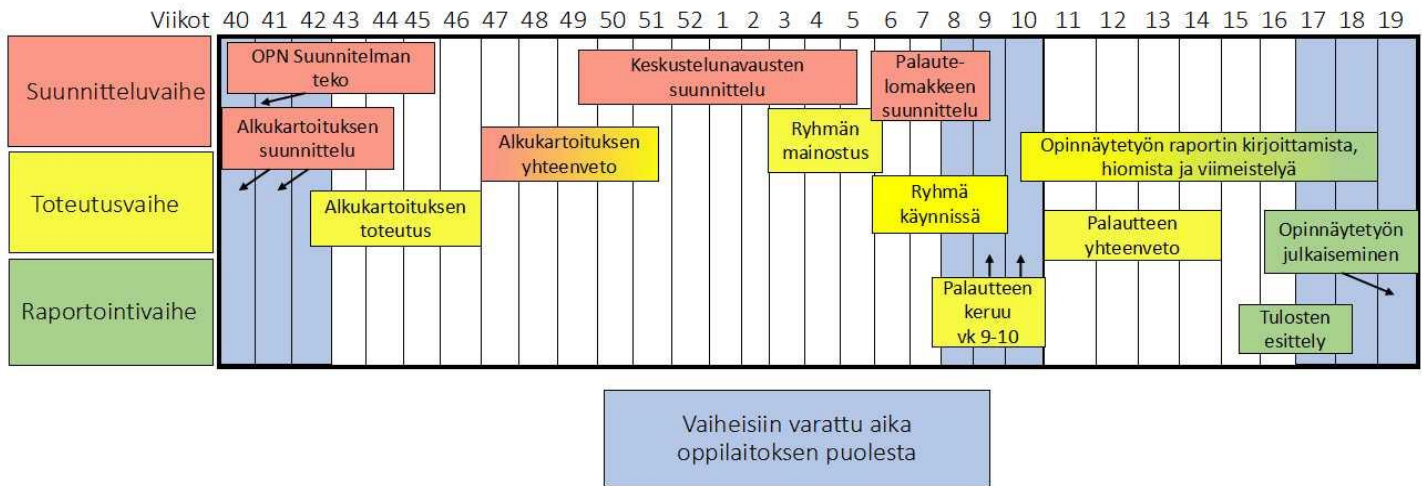 Viikot 40 41 42 43 44 45 46 47 48 49 50 51 52 1 2 3 4 5 6 7 8 9 10 11 12 13 14 15 16 17 18 19
Suunnitteluvaihe
OPN Suunnitelman
teko
Alkukartoituksen
suunnittelu
Keskustelunavausten
suunnittelu
Palaute-
lomakkeen
suunnittelu
Toteutusvaihe
Alkukartoituksen
toteutus
Alkukartoituksen
yhteenveto
Ryhmän
mainostus
Ryhmä
käynnissä
Opinnäytetyön raportin kirjoittamista,
hiomista ja viimeistelyä
Palautteen
yhteenveto
Raportointivaihe
Palautteen
keruu
vk 9-10
Opinnäytetyön
julkaiseminen
Tulosten
esittely
Vaiheisiin varattu aika
oppilaitoksen puolesta